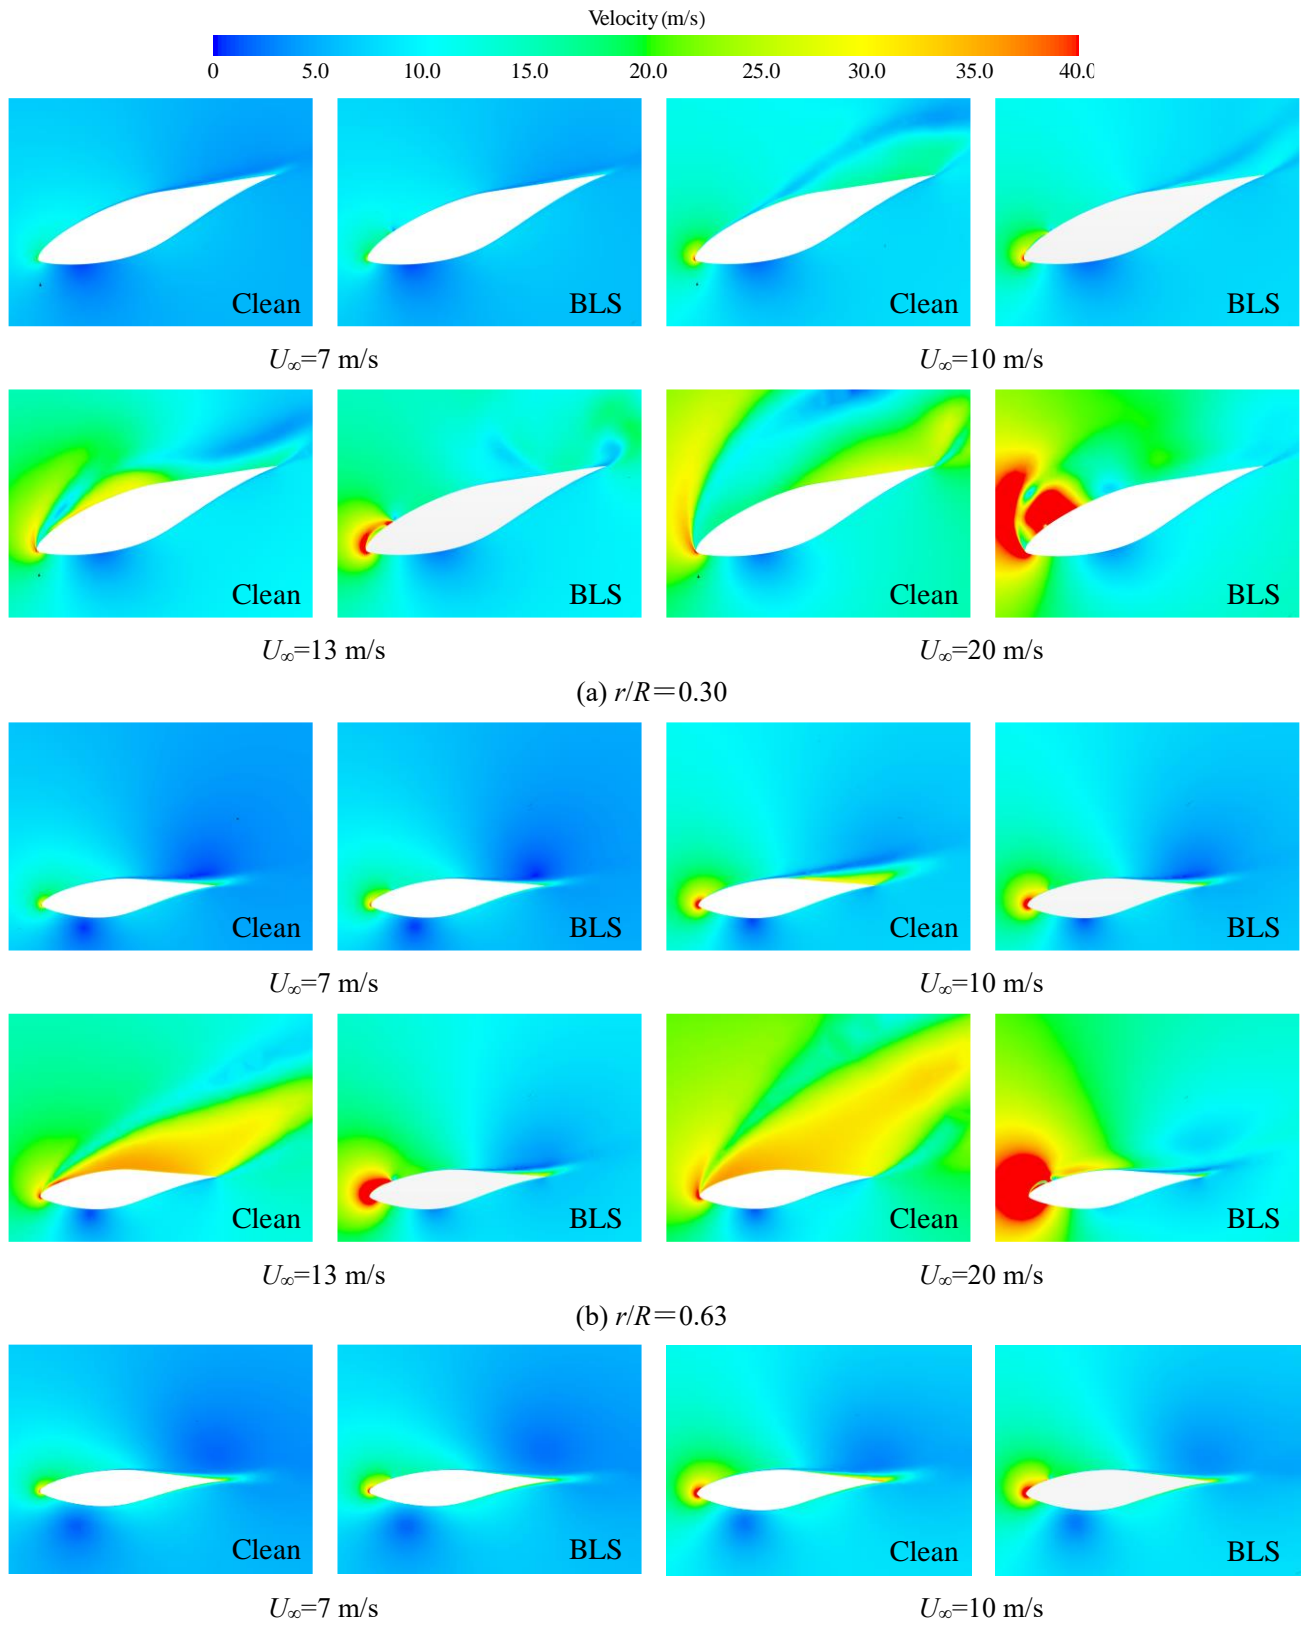 Velocity (m/s)
0 5.0 10.0 15.0 20.0 25.0 30.0 35.0 40.0
Clean BLS Clean BLS
U∞=7 m/s U∞=10 m/s
Clean BLS Clean BLS
U∞=13 m/s U∞=20 m/s
(a) r/R=0.30
Clean BLS Clean BLS
U∞=7 m/s U∞=10 m/s
Clean BLS Clean BLS
U∞=13 m/s U∞=20 m/s
(b) r/R=0.63
Clean BLS Clean BLS
U∞=7 m/s U∞=10 m/s